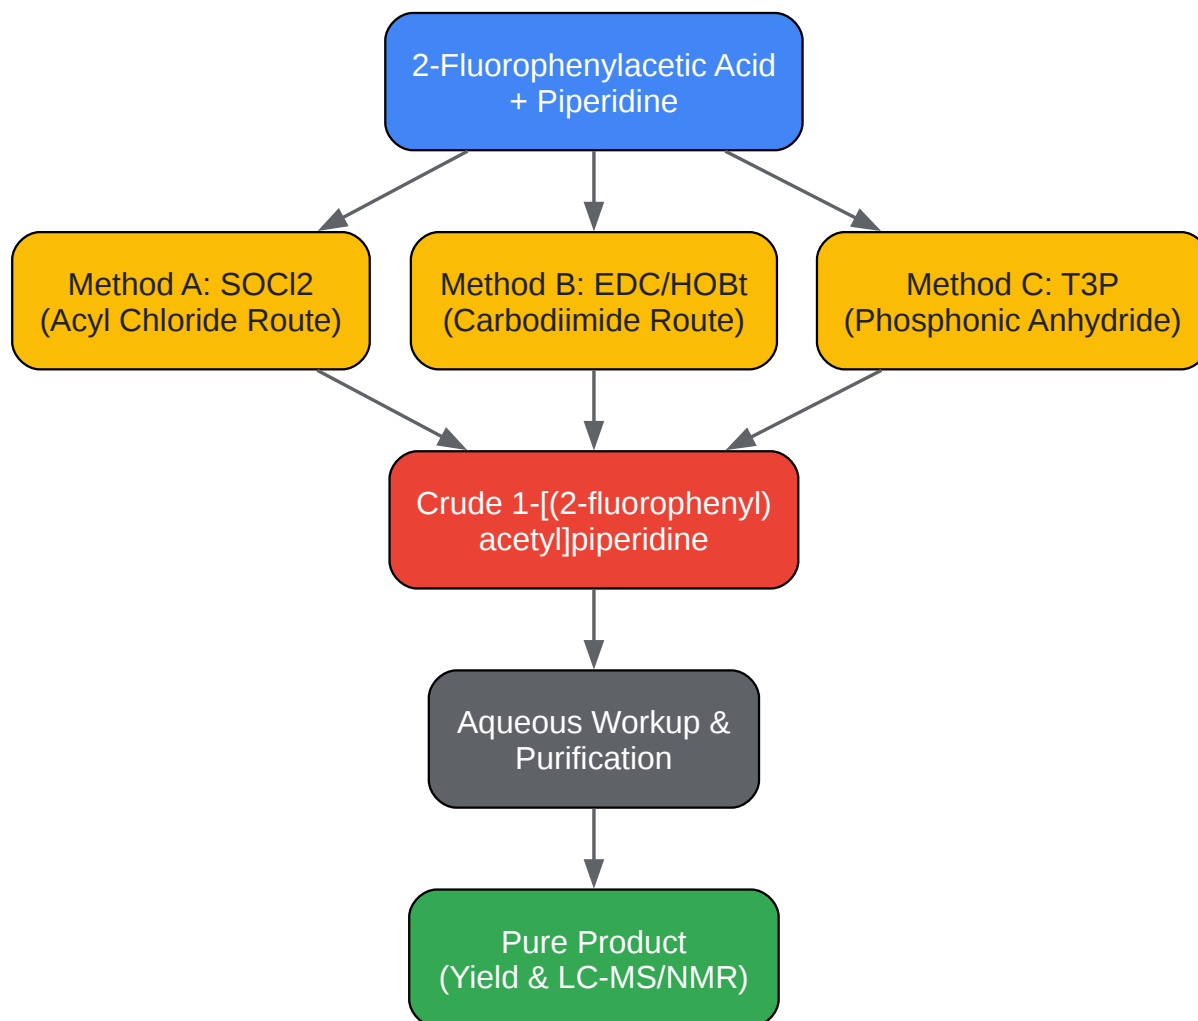 2-Fluorophenylacetic Acid
+ Piperidine
Method A: SOCl2
(Acyl Chloride Route)
Method B: EDC/HOBt
(Carbodiimide Route)
Method C: T3P
(Phosphonic Anhydride)
Crude 1-[(2-fluorophenyl)
acetyl]piperidine
Aqueous Workup &
Purification
Pure Product
(Yield & LC-MS/NMR)